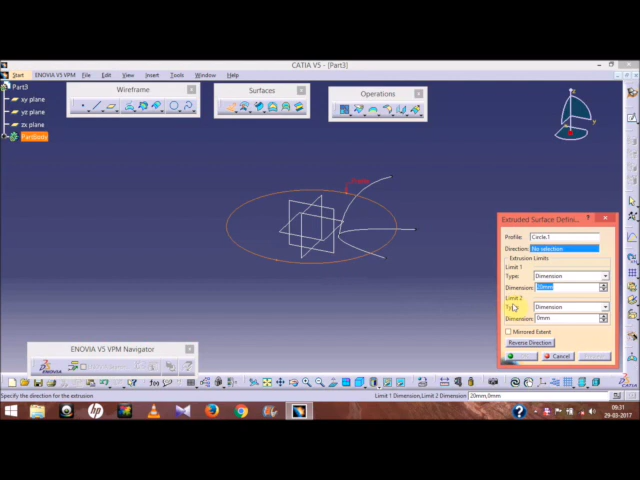 CATIA V5 - [Part3]
Start ENOVIA V5 VPM File Edit View Insert Tools Window Help
Part3
xy plane
yz plane
zx plane
PartBody
Wireframe
Surfaces
Operations
z
y
Extruded Surface Defini...
Profile: Circle.1
Direction: No selection
Extrusion Limits
Limit 1
Type: Dimension
Dimension: 20mm
Limit 2
Type: Dimension
Dimension: 0mm
Mirrored Extent
Reverse Direction
Cancel
ENOVIA V5 VPM Navigator
Specify the direction for the extrusion
Limit 1 Dimension,Limit 2 Dimension 20mm,0mm
09:31
29-03-2017